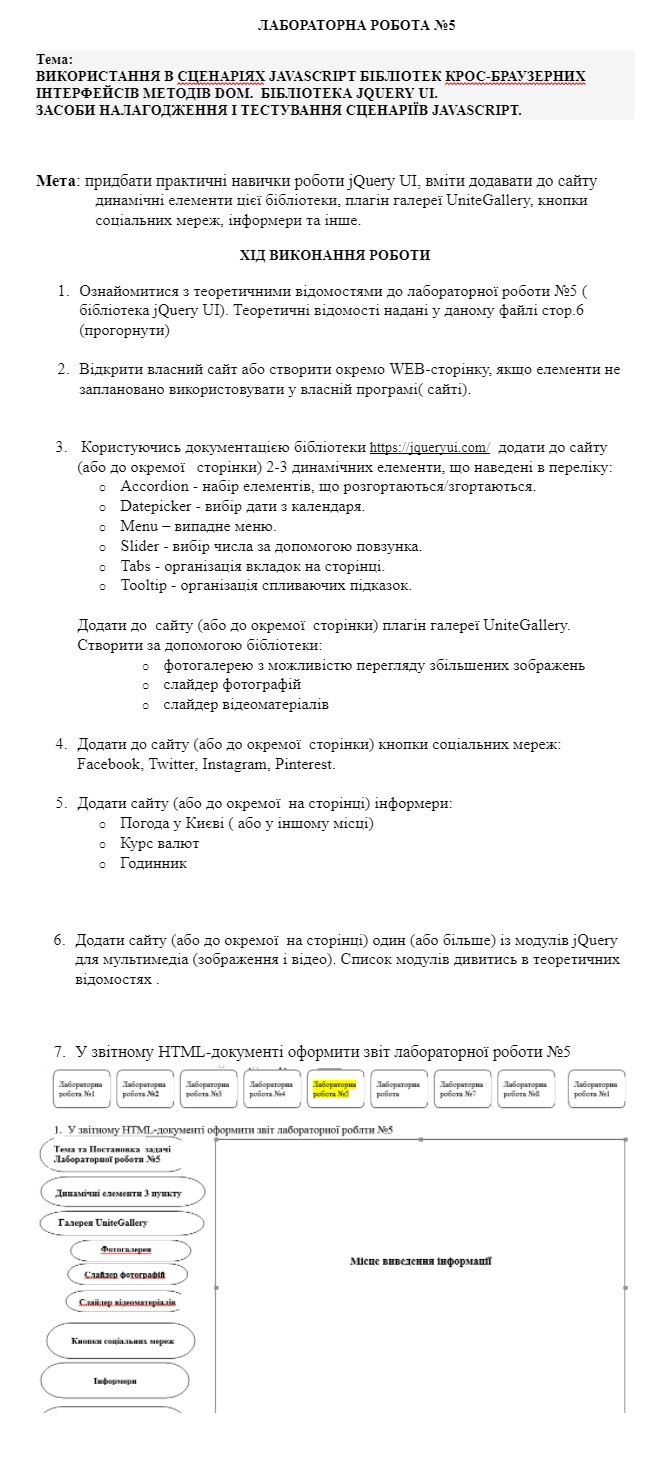 ЛАБОРАТОРНА РОБОТА №5
Тема:
ВИКОРИСТАННЯ В СЦЕНАРІЯХ JAVASCRIPT БІБЛІОТЕК КРОС-БРАУЗЕРНИХ
ІНТЕРФЕЙСІВ МЕТОДІВ DOM. БІБЛІОТЕКА JQUERY UI.
ЗАСОБИ НАЛАГОДЖЕННЯ І ТЕСТУВАННЯ СЦЕНАРІЇВ JAVASCRIPT.
Мета: придбати практичні навички роботи jQuery UI, вміти додавати до сайту
динамічні елементи цієї бібліотеки, плагін галереї UniteGallery, кнопки
соціальних мереж, інформери та інше.
ХІД ВИКОНАННЯ РОБОТИ
1. Ознайомитися з теоретичними відомостями до лабораторної роботи №5 (
бібліотека jQuery UI). Теоретичні відомості надані у даному файлі стор.6
(прогорнути)
2. Відкрити власний сайт або створити окремо WEB-сторінку, якщо елементи не
заплановано використовувати у власній програмі( сайті).
3. Користуючись документацією бібліотеки https://jqueryui.com/ додати до сайту
(або до окремої сторінки) 2-3 динамічних елементи, що наведені в переліку:
o Accordion - набір елементів, що розгортаються/згортаються.
o Datepicker - вибір дати з календаря.
o Menu – випадне меню.
o Slider - вибір числа за допомогою повзунка.
o Tabs - організація вкладок на сторінці.
o Tooltip - організація спливаючих підказок.
Додати до сайту (або до окремої сторінки) плагін галереї UniteGallery.
Створити за допомогою бібліотеки:
o фотогалерею з можливістю перегляду збільшених зображень
o слайдер фотографій
o слайдер відеоматеріалів
4. Додати до сайту (або до окремої сторінки) кнопки соціальних мереж:
Facebook, Twitter, Instagram, Pinterest.
5. Додати сайту (або до окремої на сторінці) інформери:
o Погода у Києві ( або у іншому місці)
o Курс валют
o Годинник
6. Додати сайту (або до окремої на сторінці) один (або більше) із модулів jQuery
для мультимедіа (зображення і відео). Список модулів дивитись в теоретичних
відомостях .
7. У звітному HTML-документі оформити звіт лабораторної роботи №5
Лабораторна
робота №1
Лабораторна
робота №2
Лабораторна
робота №3
Лабораторна
робота №4
Лабораторна
робота №5
Лабораторна
робота
Лабораторна
робота №7
Лабораторна
робота №8
Лабораторна
робота №1
1. У звітному HTML-документі оформити звіт лабораторної роблти №5
Тема та Постановка задачі
Лабораторної роботи №5
Динамічні елементи 3 пункту
Галерея UniteGallery
Фотогалерея
Слайдер фотографій
Слайдер відеоматеріалів
Кнопки соціальних мереж
Інформери
Місце виведення інформації